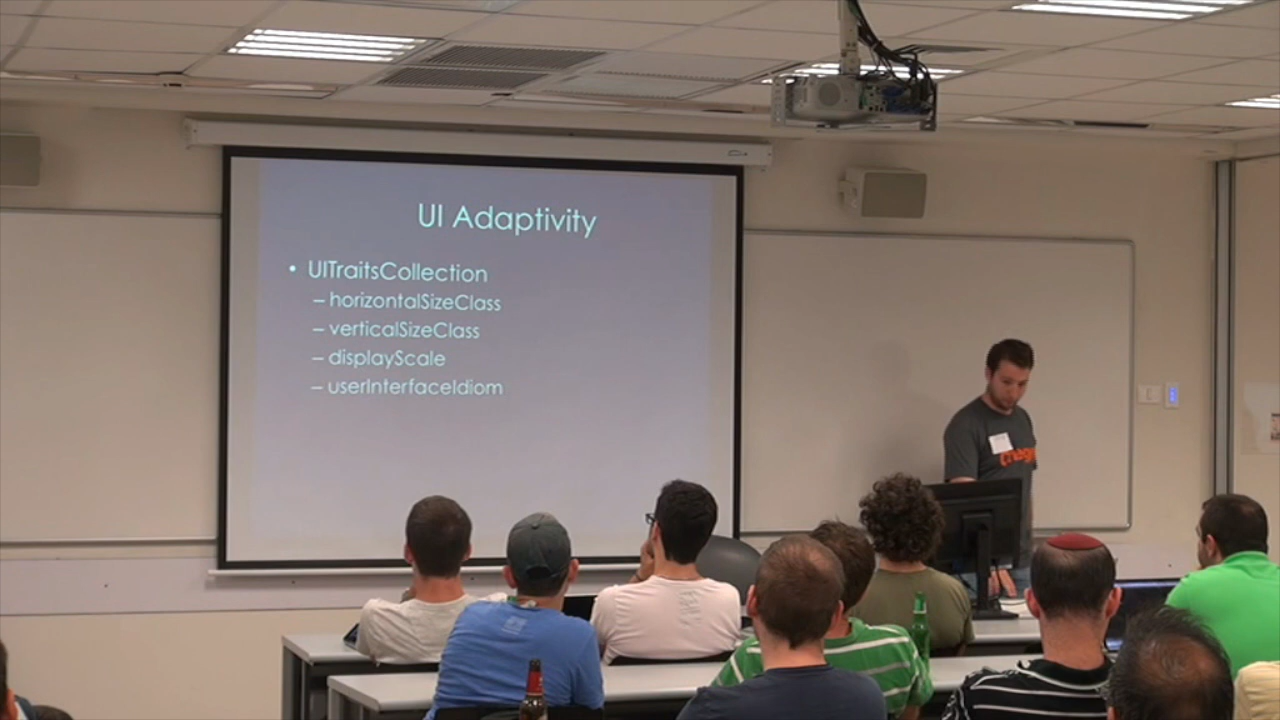 UI Adaptivity
• UITraitsCollection
– horizontalSizeClass
– verticalSizeClass
– displayScale
– userInterfaceIdiom